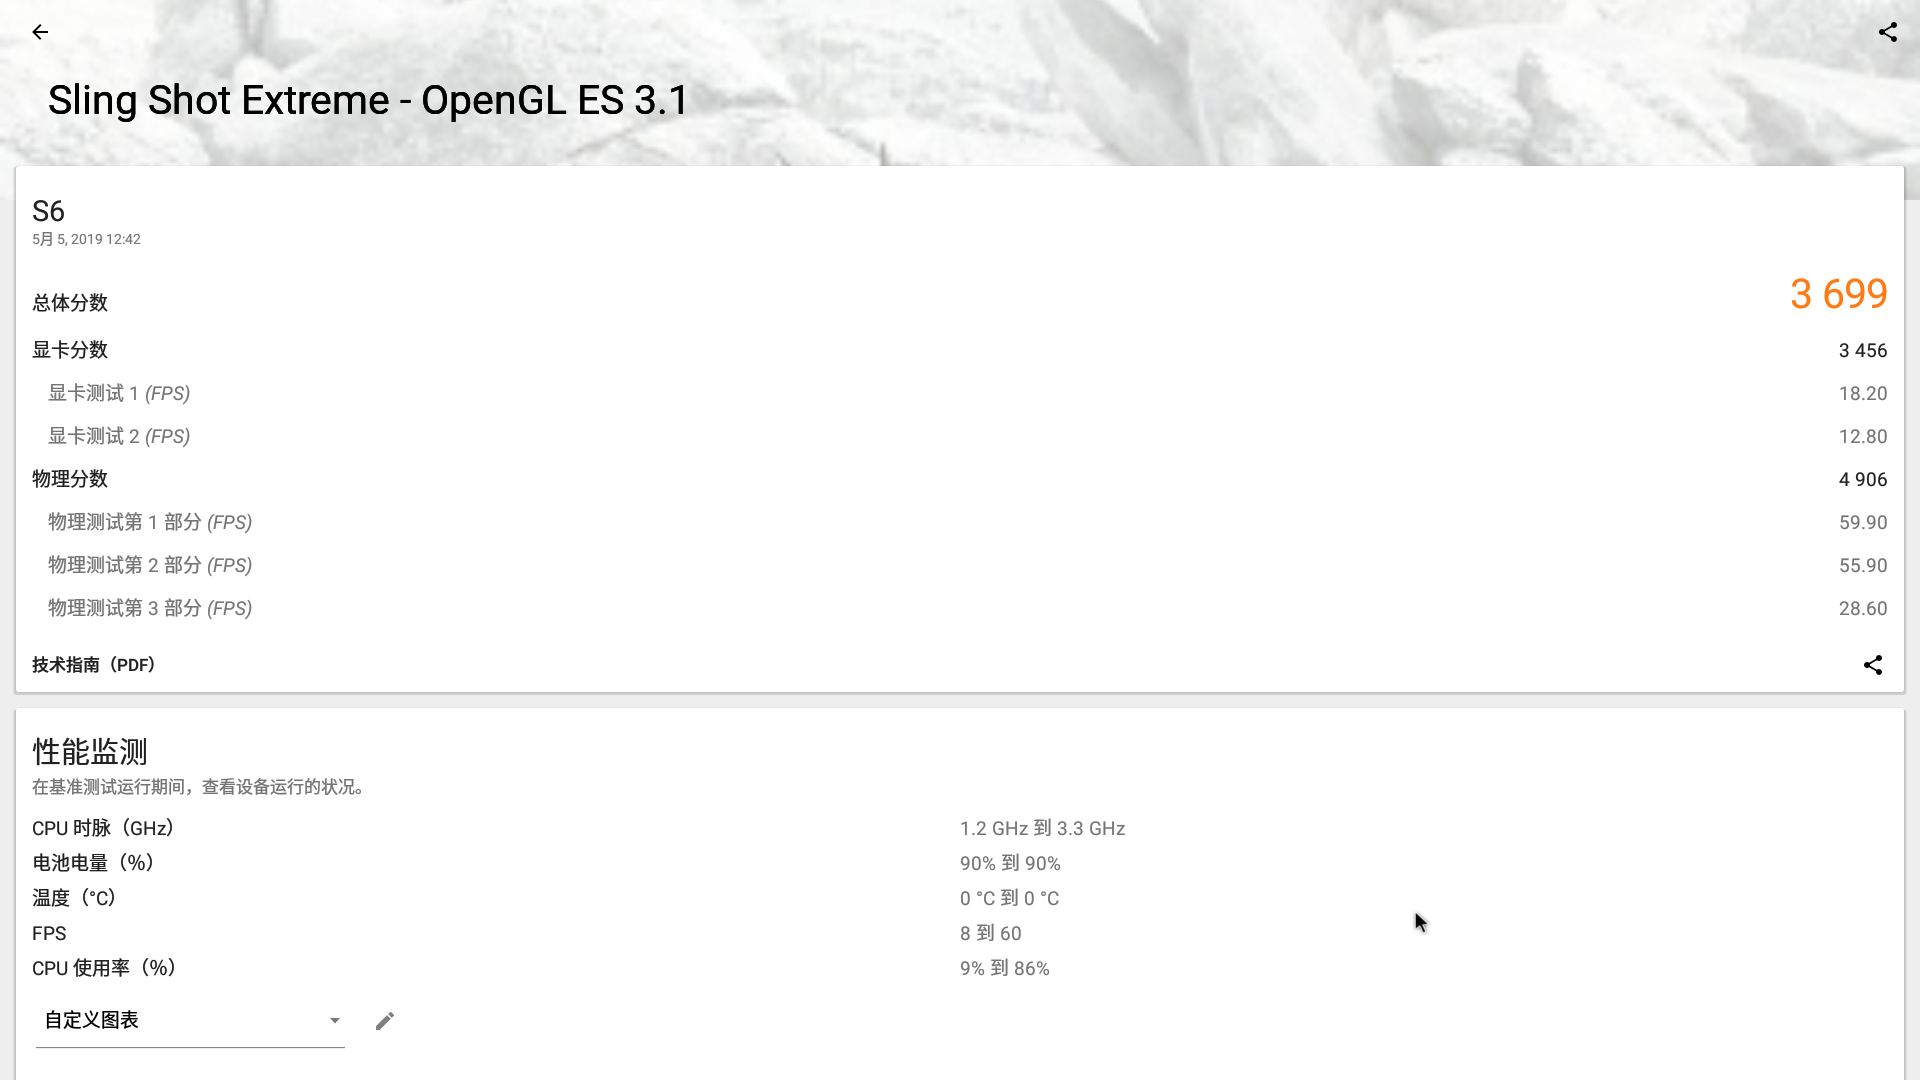 Sling Shot Extreme - OpenGL ES 3.1
S6
5月 5, 2019 12:42
总体分数 3 699
显卡分数 3 456
显卡测试 1 (FPS) 18.20
显卡测试 2 (FPS) 12.80
物理分数 4 906
物理测试第 1 部分 (FPS) 59.90
物理测试第 2 部分 (FPS) 55.90
物理测试第 3 部分 (FPS) 28.60
技术指南（PDF）
性能监测
在基准测试运行期间，查看设备运行的状况。
CPU 时脉（GHz） 1.2 GHz 到 3.3 GHz
电池电量（%） 90% 到 90%
温度（°C） 0 °C 到 0 °C
FPS 8 到 60
CPU 使用率（%） 9% 到 86%
自定义图表